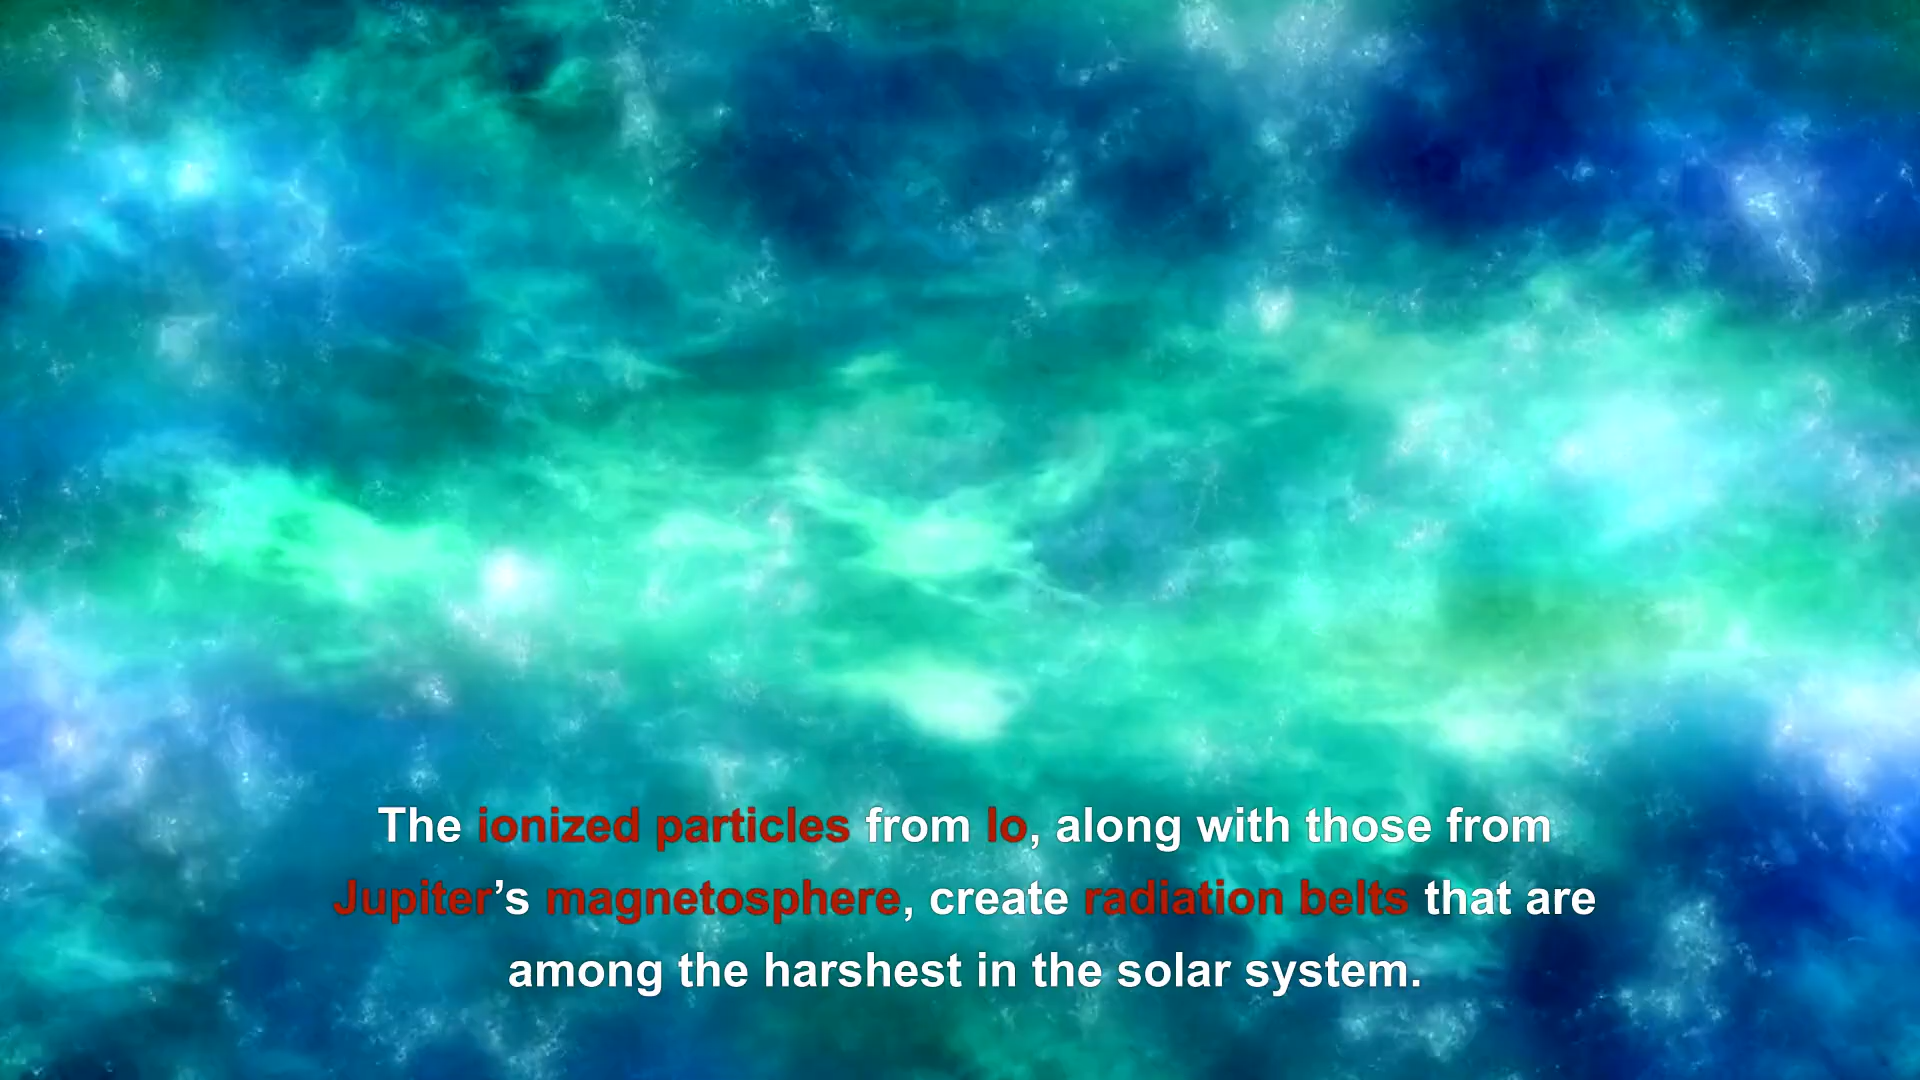 The ionized particles from Io, along with those from
Jupiter’s magnetosphere, create radiation belts that are
among the harshest in the solar system.